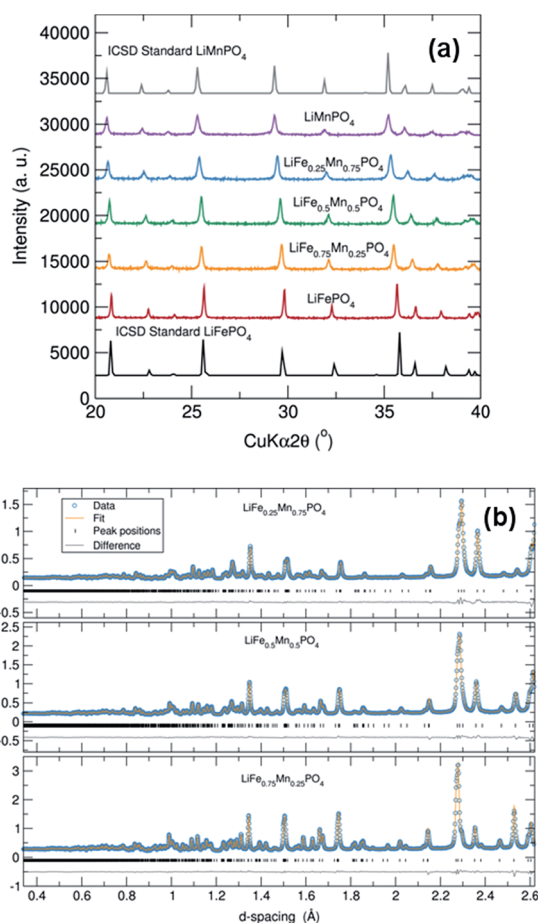 (a)
40000
35000
30000
25000
20000
15000
10000
5000
0
Intensity (a. u.)
ICSD Standard LiMnPO4
LiMnPO4
LiFe0.25Mn0.75PO4
LiFe0.5Mn0.5PO4
LiFe0.75Mn0.25PO4
LiFePO4
ICSD Standard LiFePO4
20 25 30 35 40
CuKα2θ (°)
(b)
1.5
1
0.5
0
-0.5
Data
Fit
Peak positions
Difference
LiFe0.25Mn0.75PO4
2.5
2
1.5
1
0.5
0
-0.5
LiFe0.5Mn0.5PO4
3
2
1
0
-1
LiFe0.75Mn0.25PO4
0.4 0.6 0.8 1 1.2 1.4 1.6 1.8 2 2.2 2.4 2.6
d-spacing (Å)